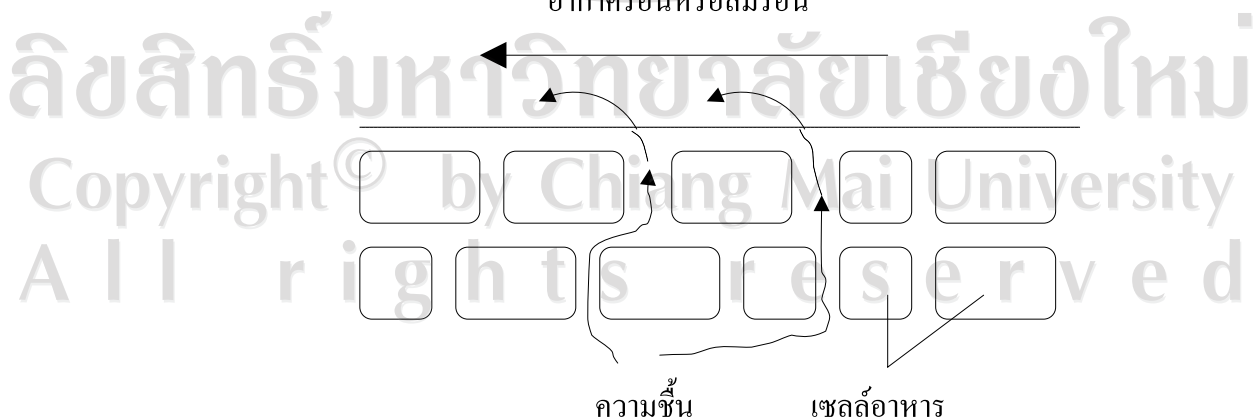 อากาศร้อนหรือลมร้อน
ลิขสิทธิ์มหาวิทยาลัยเชียงใหม่
Copyright© by Chiang Mai University
All rights reserved
ความชื้น
เซลล์อาหาร